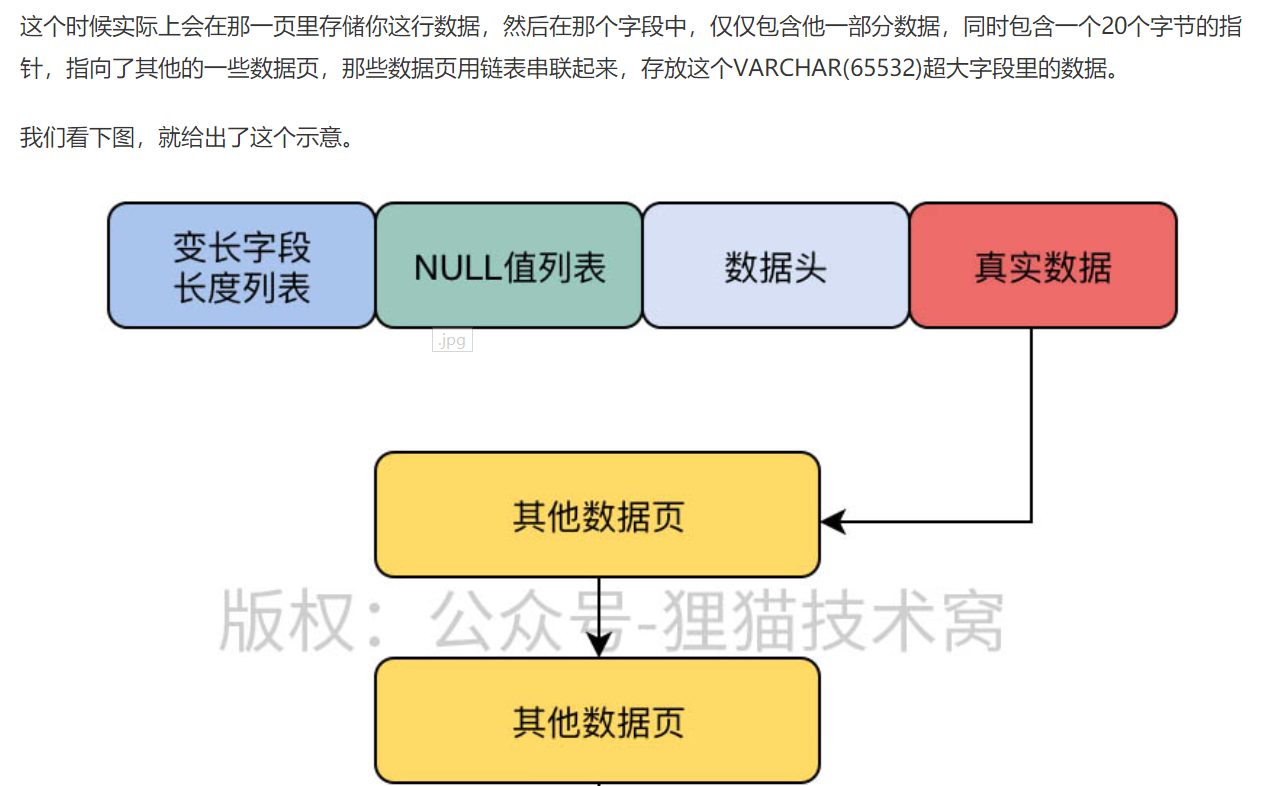 这个时候实际上会在那一页里存储你这行数据，然后在那个字段中，仅仅包含他一部分数据，同时包含一个20个字节的指
针，指向了其他的一些数据页，那些数据页用链表串联起来，存放这个VARCHAR(65532)超大字段里的数据。
我们看下图，就给出了这个示意。
变长字段
长度列表
NULL值列表
数据头
真实数据
.jpg
其他数据页
版权：公众号-狸猫技术窝
其他数据页